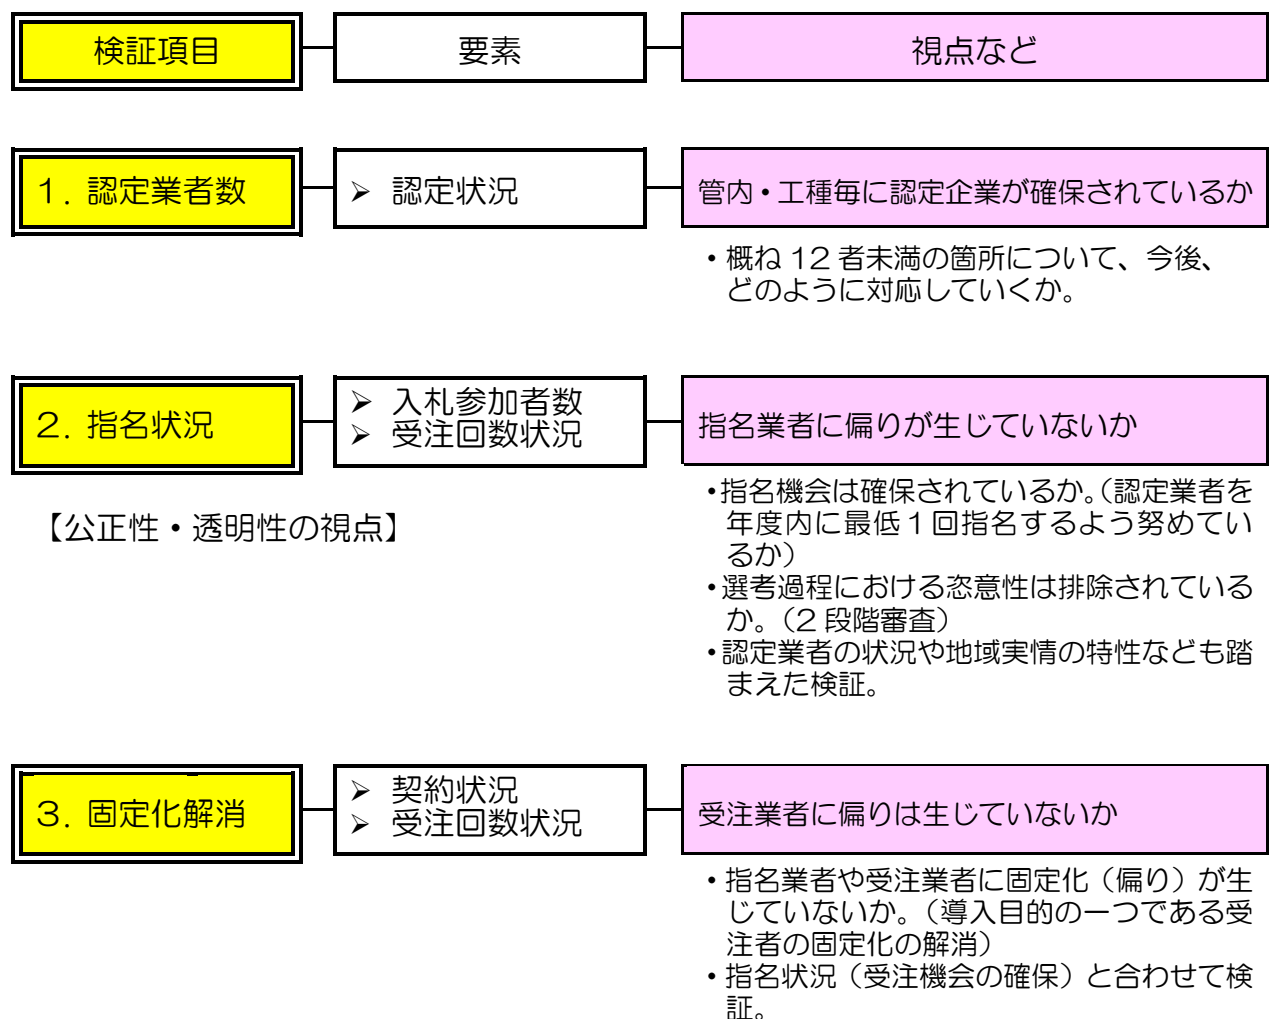 検証項目
要素
視点など
１．認定業者数
➢ 認定状況
管内・工種毎に認定企業が確保されているか
・概ね 12 者未満の箇所について、今後、
どのように対応していくか。
２．指名状況
➢ 入札参加者数
➢ 受注回数状況
指名業者に偏りが生じていないか
【公正性・透明性の視点】
・指名機会は確保されているか。（認定業者を
年度内に最低１回指名するよう努めてい
るか）
・選考過程における恣意性は排除されている
か。（２段階審査）
・認定業者の状況や地域実情の特性なども踏
まえた検証。
３．固定化解消
➢ 契約状況
➢ 受注回数状況
受注業者に偏りは生じていないか
・指名業者や受注業者に固定化（偏り）が生
じていないか。（導入目的の一つである受
注者の固定化の解消）
・指名状況（受注機会の確保）と合わせて検
証。